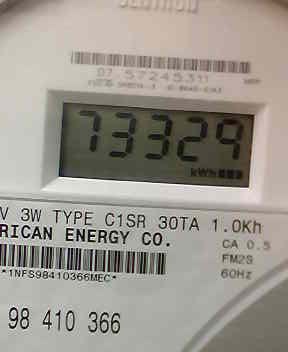 CENTRON
07 57245311
73329
kWh
V 3W TYPE C1SR 30TA 1.0Kh
RICAN ENERGY CO.
CA 0.5
FM2S
60Hz
*1NFS98410366MEC*
98 410 366